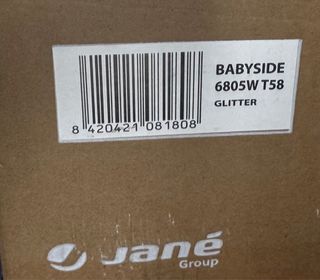 BABYSIDE
6805W T58
GLITTER
8 420421 081808
Jané
Group